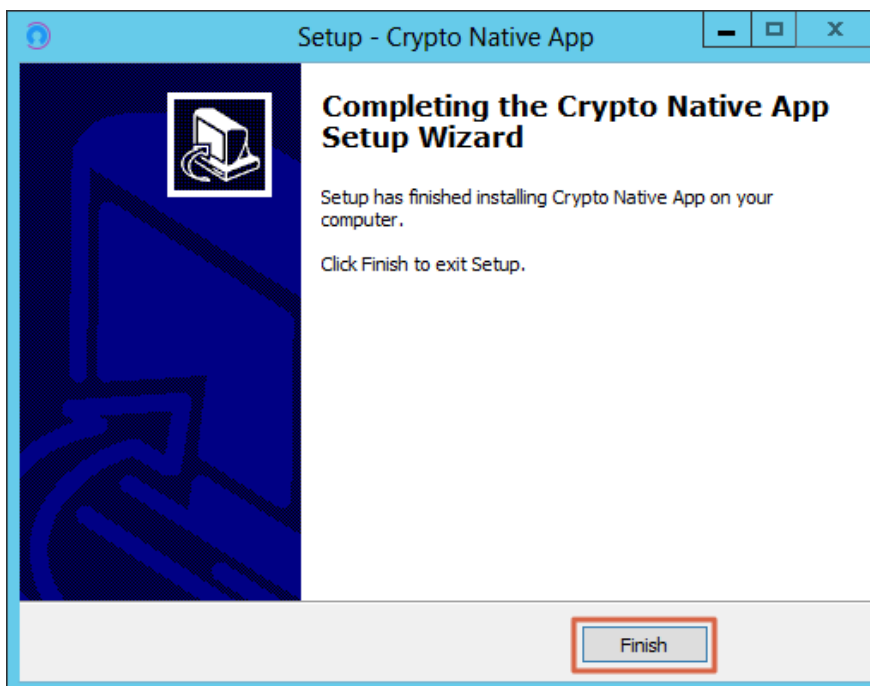 Setup - Crypto Native App
Completing the Crypto Native App
Setup Wizard
Setup has finished installing Crypto Native App on your
computer.
Click Finish to exit Setup.
Finish